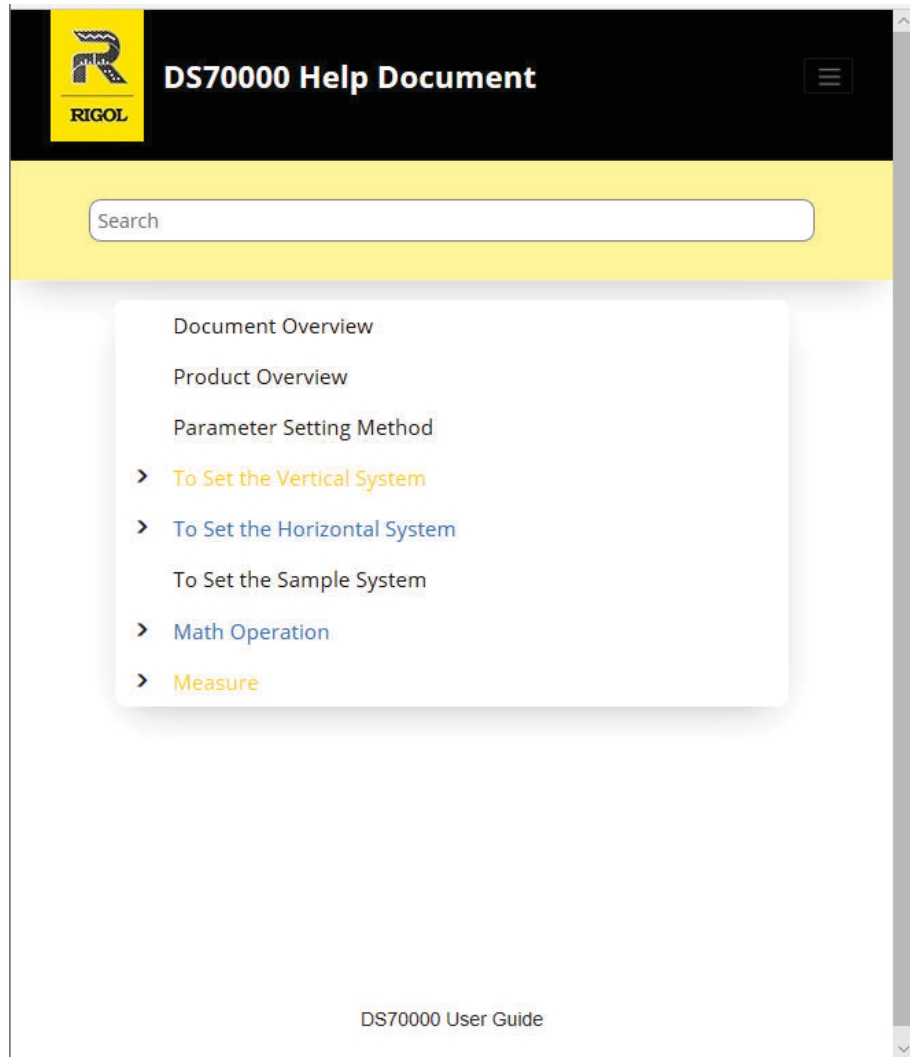 RIGOL
DS70000 Help Document
Search
Document Overview
Product Overview
Parameter Setting Method
To Set the Vertical System
To Set the Horizontal System
To Set the Sample System
Math Operation
Measure
DS70000 User Guide